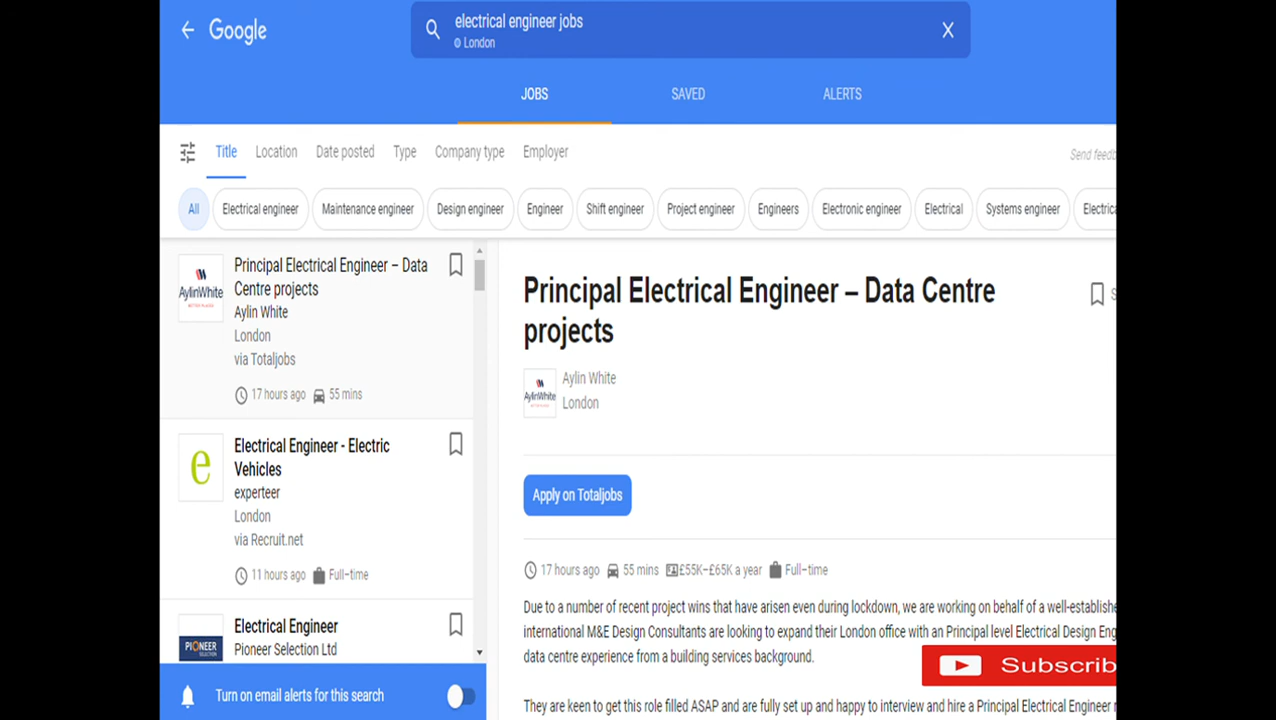 Google
electrical engineer jobs
London
JOBS SAVED ALERTS
Title Location Date posted Type Company type Employer
Send feedb
All Electrical engineer Maintenance engineer Design engineer Engineer Shift engineer Project engineer Engineers Electronic engineer Electrical Systems engineer Electrica
AylinWhite
Principal Electrical Engineer – Data
Centre projects
Aylin White
London
via Totaljobs
17 hours ago 55 mins
e
Electrical Engineer - Electric
Vehicles
experteer
London
via Recruit.net
11 hours ago Full-time
PIONEER
SELECTION
Electrical Engineer
Pioneer Selection Ltd
Turn on email alerts for this search
Principal Electrical Engineer – Data Centre
projects
S
AylinWhite
Aylin White
London
Apply on Totaljobs
17 hours ago 55 mins £55K–£65K a year Full-time
Due to a number of recent project wins that have arisen even during lockdown, we are working on behalf of a well-establishe
international M&E Design Consultants are looking to expand their London office with an Principal level Electrical Design Eng
data centre experience from a building services background.
Subscrib
They are keen to get this role filled ASAP and are fully set up and happy to interview and hire a Principal Electrical Engineer